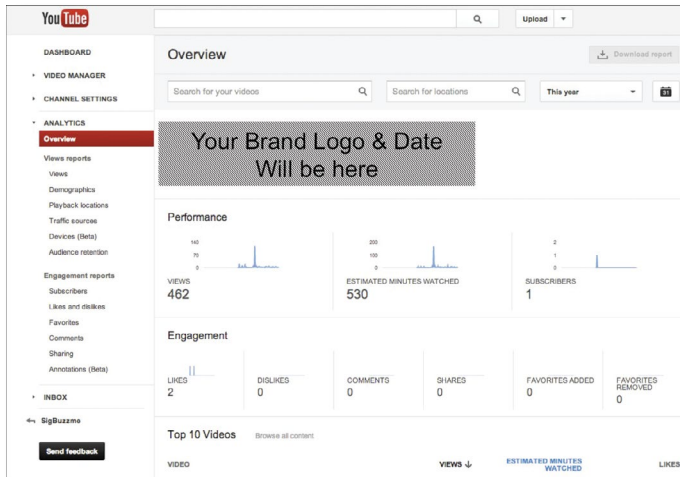 You Tube
Upload
DASHBOARD
VIDEO MANAGER
CHANNEL SETTINGS
ANALYTICS
Overview
Views reports
Views
Demographics
Playback locations
Traffic sources
Devices (Beta)
Audience retention
Engagement reports
Subscribers
Likes and dislikes
Favorites
Comments
Sharing
Annotations (Beta)
INBOX
SigBuzzme
Send feedback
Overview
Download report
Search for your videos
Search for locations
This year
31
Your Brand Logo & Date
Will be here
Performance
140
70
0
VIEWS
462
200
100
0
ESTIMATED MINUTES WATCHED
530
2
1
0
SUBSCRIBERS
1
Engagement
LIKES
2
DISLIKES
0
COMMENTS
0
SHARES
0
FAVORITES ADDED
0
FAVORITES
REMOVED
0
Top 10 Videos Browse all content
VIDEO
VIEWS ↓
ESTIMATED MINUTES
WATCHED
LIKES